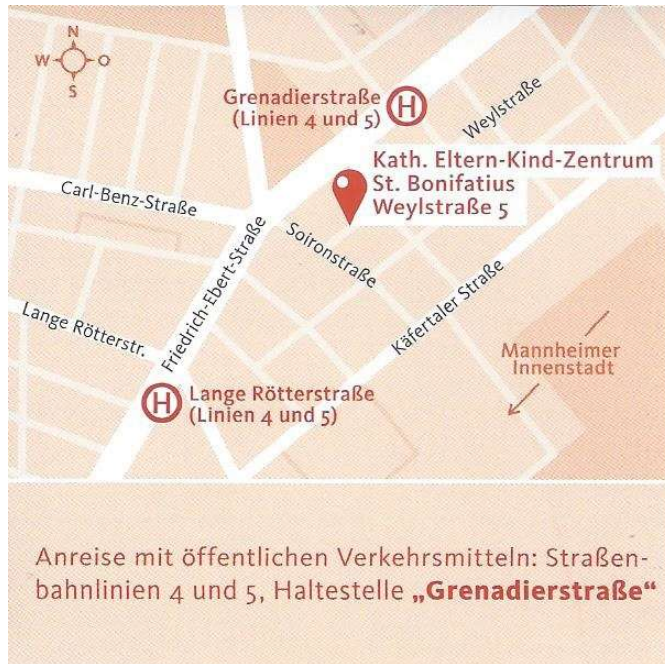 N
W O
S
Grenadierstraße
(Linien 4 und 5)
H
Weylstraße
Kath. Eltern-Kind-Zentrum
St. Bonifatius
Weylstraße 5
Carl-Benz-Straße
Soironstraße
Friedrich-Ebert-Straße
Käfertaler Straße
Lange Rötterstr.
Mannheimer
Innenstadt
H
Lange Rötterstraße
(Linien 4 und 5)
Anreise mit öffentlichen Verkehrsmitteln: Straßen-
bahnlinien 4 und 5, Haltestelle „Grenadierstraße“